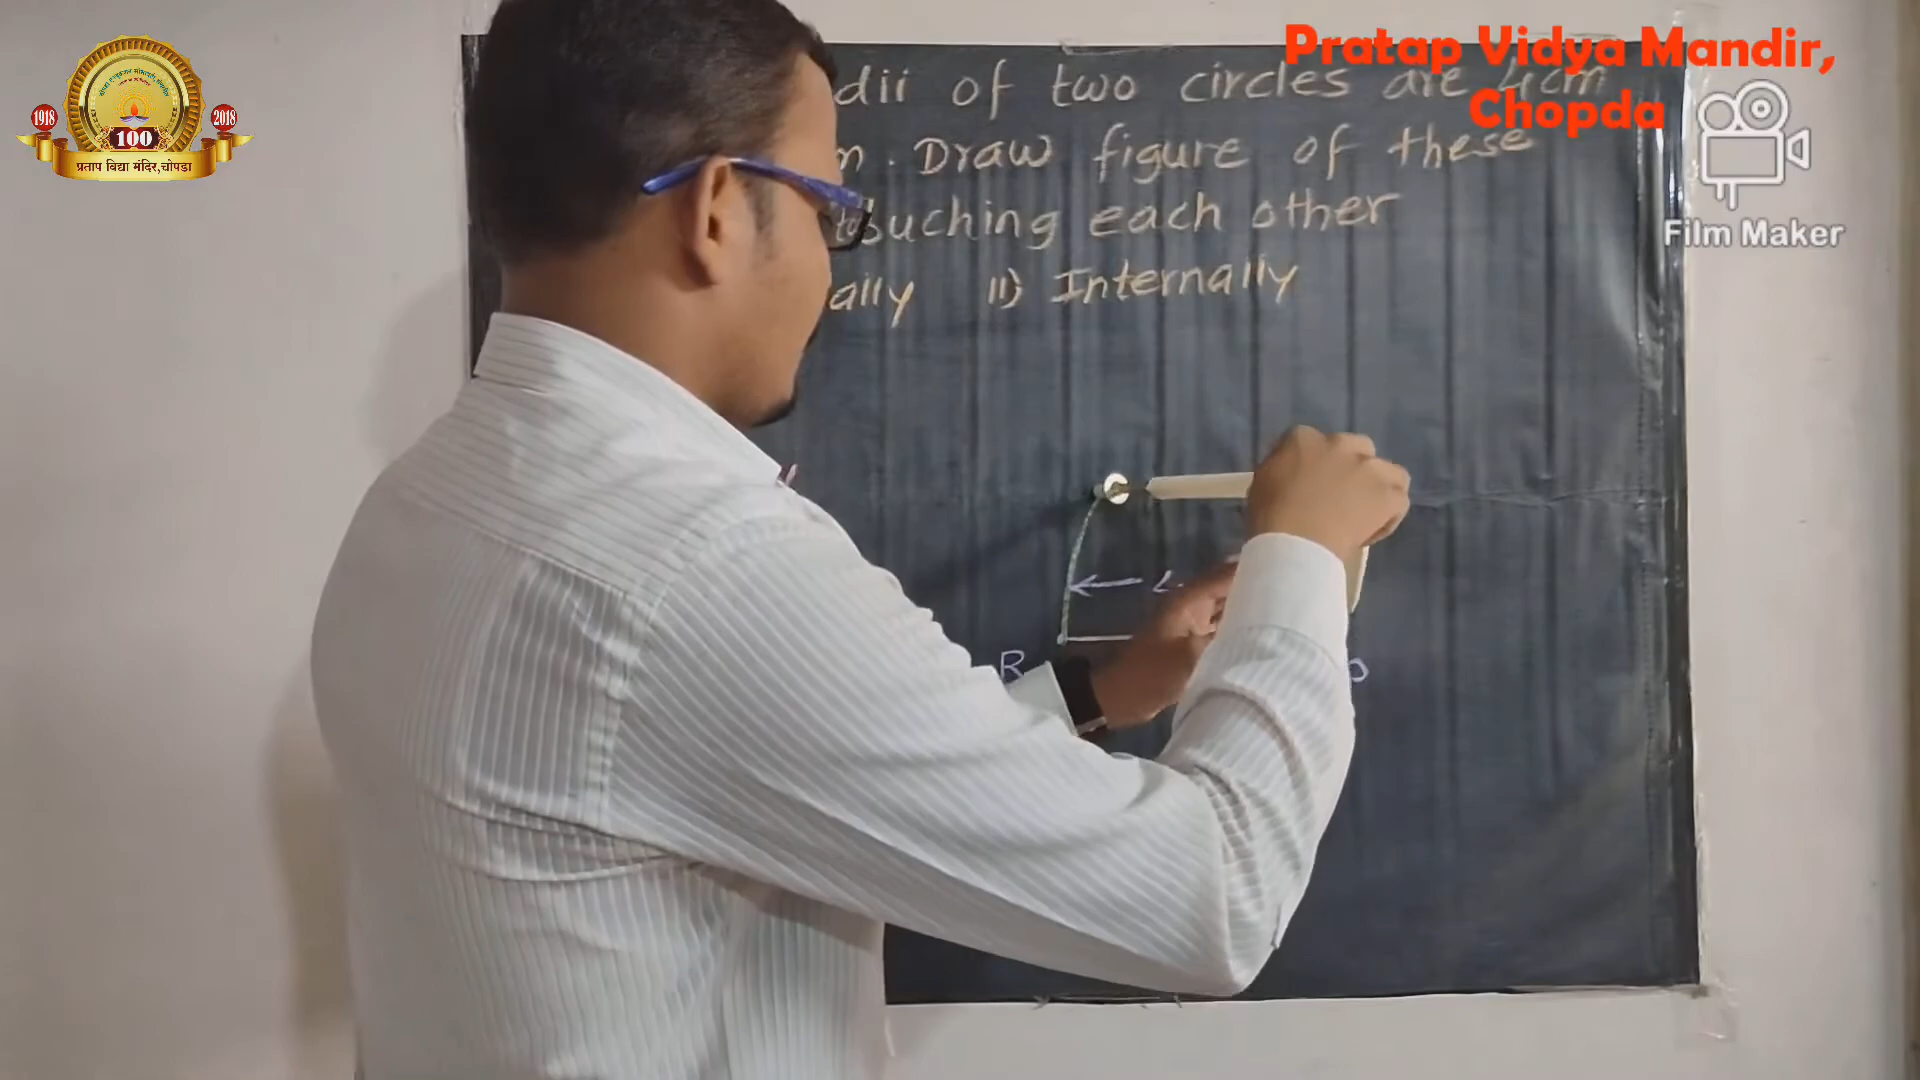 Pratap Vidya Mandir,
Chopda
Film Maker
1918
2018
100
प्रताप विद्या मंदिर,चोपडा
dii of two circles are 4cm
m. Draw figure of these
touching each other
ally ii) Internally
R